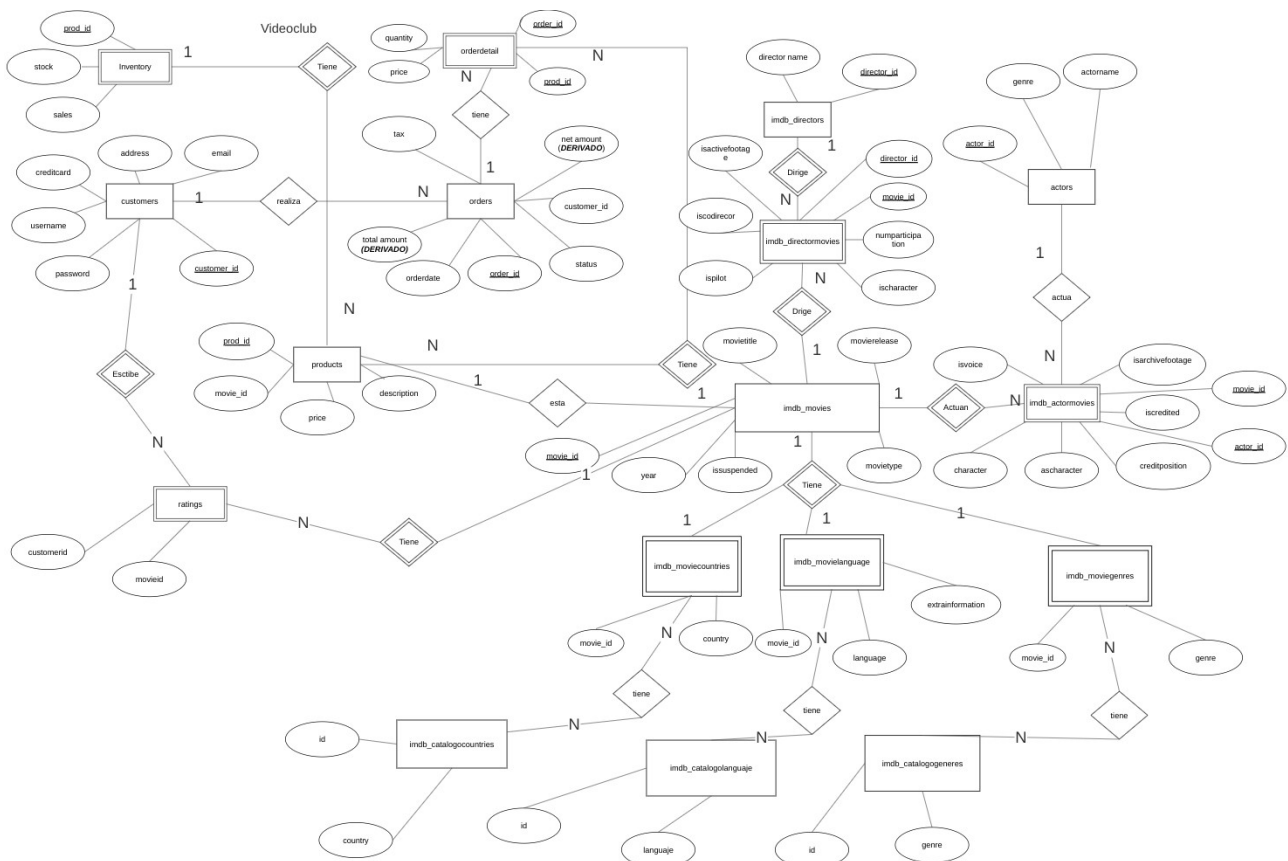 Videoclub
prod_id
Inventory
stock
sales
1
Tiene
orderdetail
quantity
price
order_id
prod_id
N
N
tiene
1
director name
director_id
imdb_directors
1
Dirige
N
genre
actorname
actor_id
actors
1
actua
N
customers
address
email
creditcard
username
password
customer_id
1
realiza
N
orders
tax
net amount
(DERIVADO)
customer_id
status
total amount
(DERIVADO)
orderdate
order_id
isactivefootag
e
director_id
movie_id
iscodirecor
imdb_directormovies
numparticipa
tion
ispilot
ischaracter
N
Drige
1
1
Esctibe
N
N
prod_id
products
movie_id
price
description
N
Tiene
1
esta
1
movietitle
movierelease
imdb_movies
movie_id
year
issuspended
movietype
1
Actuan
N
isvoice
isarchivefootage
imdb_actormovies
movie_id
iscredited
actor_id
character
ascharacter
creditposition
ratings
customerid
movieid
N
Tiene
1
1
Tiene
1
1
1
imdb_moviecountries
imdb_movielanguage
imdb_moviegenres
movie_id
country
movie_id
language
extrainformation
movie_id
genre
N
N
N
tiene
tiene
tiene
N
N
N
id
imdb_catalogocountries
country
imdb_catalogolanguaje
id
languaje
imdb_catalogogeneres
id
genre